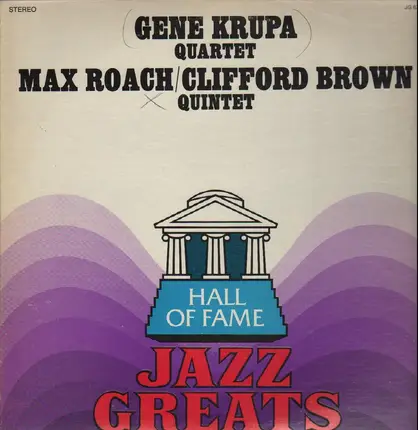 STEREO
GENE KRUPA
QUARTET
MAX ROACH/CLIFFORD BROWN
QUINTET
HALL
OF FAME
JAZZ
GREATS